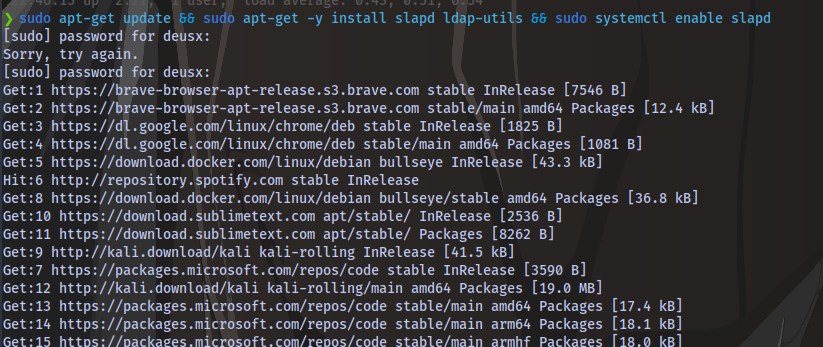 ❯ sudo apt-get update && sudo apt-get -y install slapd ldap-utils && sudo systemctl enable slapd
[sudo] password for deusx:
Sorry, try again.
[sudo] password for deusx:
Get:1 https://brave-browser-apt-release.s3.brave.com stable InRelease [7546 B]
Get:2 https://brave-browser-apt-release.s3.brave.com stable/main amd64 Packages [12.4 kB]
Get:3 https://dl.google.com/linux/chrome/deb stable InRelease [1825 B]
Get:4 https://dl.google.com/linux/chrome/deb stable/main amd64 Packages [1081 B]
Get:5 https://download.docker.com/linux/debian bullseye InRelease [43.3 kB]
Hit:6 http://repository.spotify.com stable InRelease
Get:8 https://download.docker.com/linux/debian bullseye/stable amd64 Packages [36.8 kB]
Get:10 https://download.sublimetext.com apt/stable/ InRelease [2536 B]
Get:11 https://download.sublimetext.com apt/stable/ Packages [8262 B]
Get:9 http://kali.download/kali kali-rolling InRelease [41.5 kB]
Get:7 https://packages.microsoft.com/repos/code stable InRelease [3590 B]
Get:12 http://kali.download/kali kali-rolling/main amd64 Packages [19.0 MB]
Get:13 https://packages.microsoft.com/repos/code stable/main amd64 Packages [17.4 kB]
Get:14 https://packages.microsoft.com/repos/code stable/main arm64 Packages [18.1 kB]
Get:15 https://packages.microsoft.com/repos/code stable/main armhf Packages [18.0 kB]